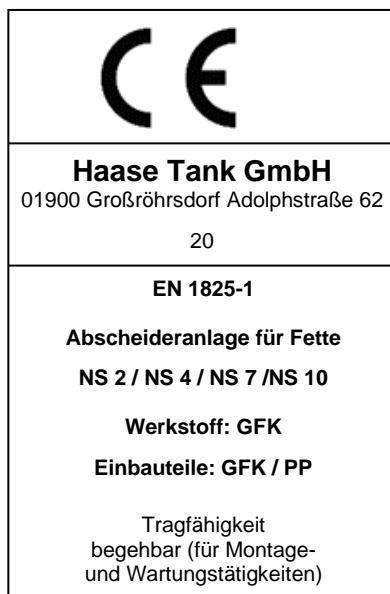 CE
Haase Tank GmbH
01900 Großröhrsdorf Adolphstraße 62
20
EN 1825-1
Abscheideranlage für Fette
NS 2 / NS 4 / NS 7 /NS 10
Werkstoff: GFK
Einbauteile: GFK / PP
Tragfähigkeit
begehbar (für Montage-
und Wartungstätigkeiten)